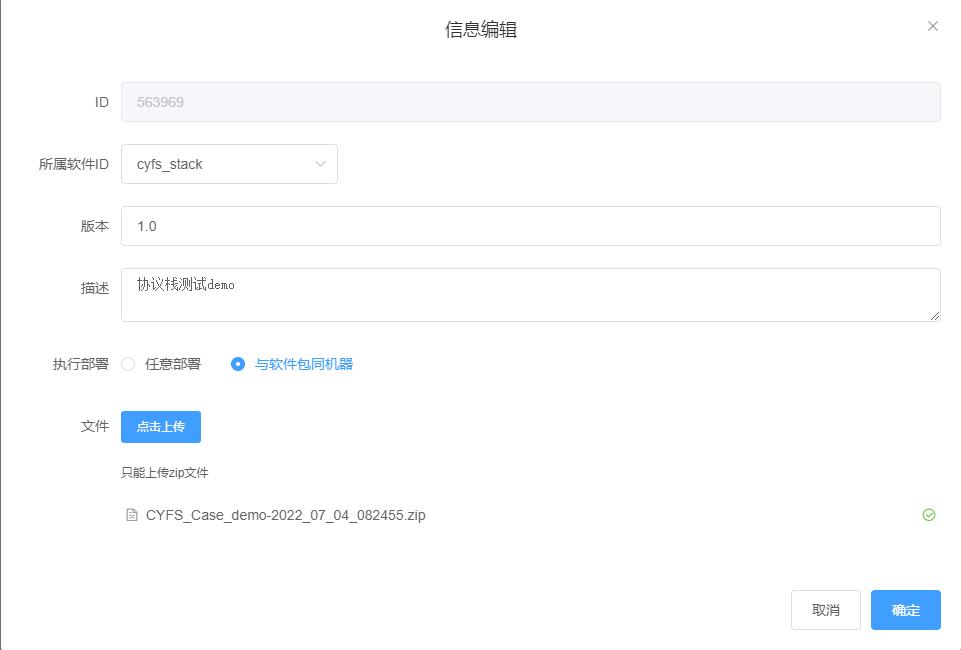 信息编辑
ID 563969
所属软件ID cyfs_stack
版本 1.0
描述 协议栈测试demo
执行部署 任意部署 与软件包同机器
文件 点击上传
只能上传zip文件
CYFS_Case_demo-2022_07_04_082455.zip
取消 确定